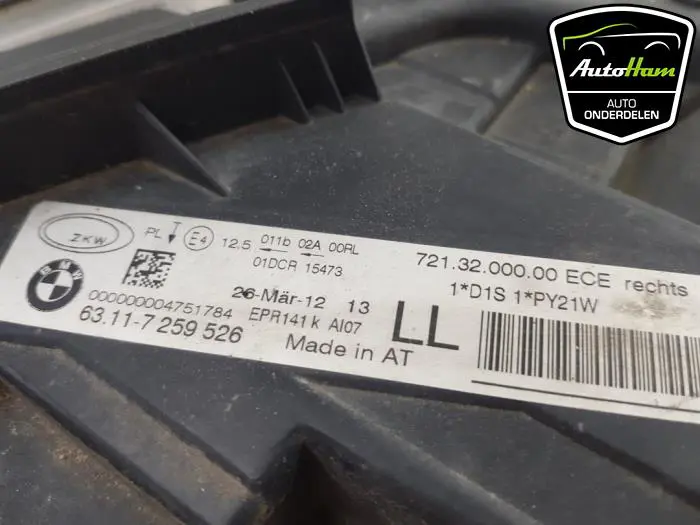 AutoHam
AUTO
ONDERDELEN
ZKW
PL
E4
12,5
011b 02A 00RL
01DCR 15473
721.32.000.00 ECE rechts
1*D1S 1*PY21W
BMW
000000004751784
26-Mär-12 13
EPR141k AI07
63.11-7 259 526
LL
Made in AT